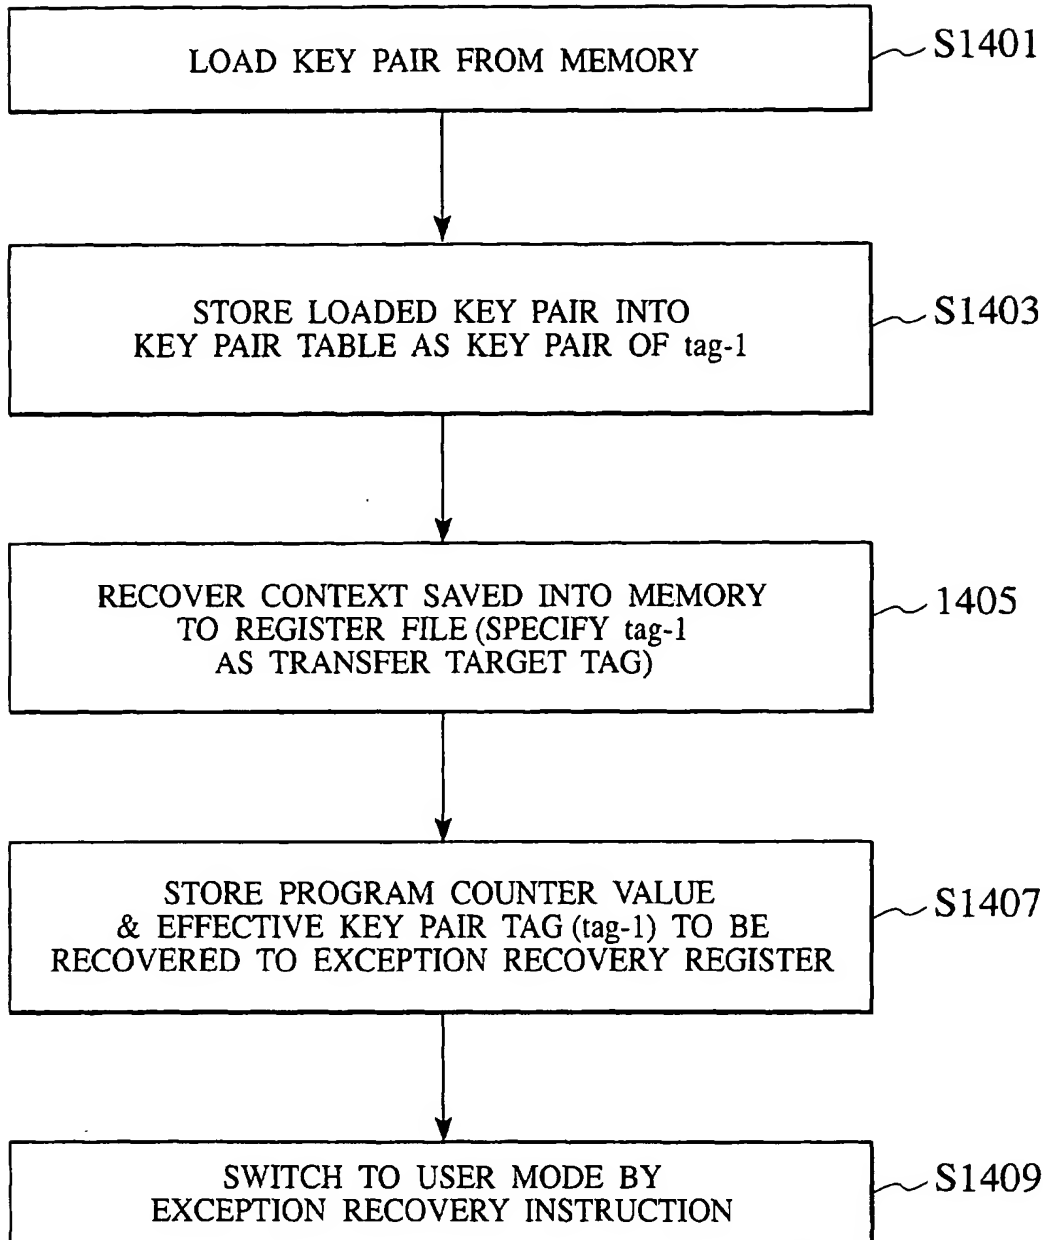 LOAD KEY PAIR FROM MEMORY
S1401
STORE LOADED KEY PAIR INTO
KEY PAIR TABLE AS KEY PAIR OF tag-1
S1403
RECOVER CONTEXT SAVED INTO MEMORY
TO REGISTER FILE (SPECIFY tag-1
AS TRANSFER TARGET TAG)
1405
STORE PROGRAM COUNTER VALUE
& EFFECTIVE KEY PAIR TAG (tag-1) TO BE
RECOVERED TO EXCEPTION RECOVERY REGISTER
S1407
SWITCH TO USER MODE BY
EXCEPTION RECOVERY INSTRUCTION
S1409